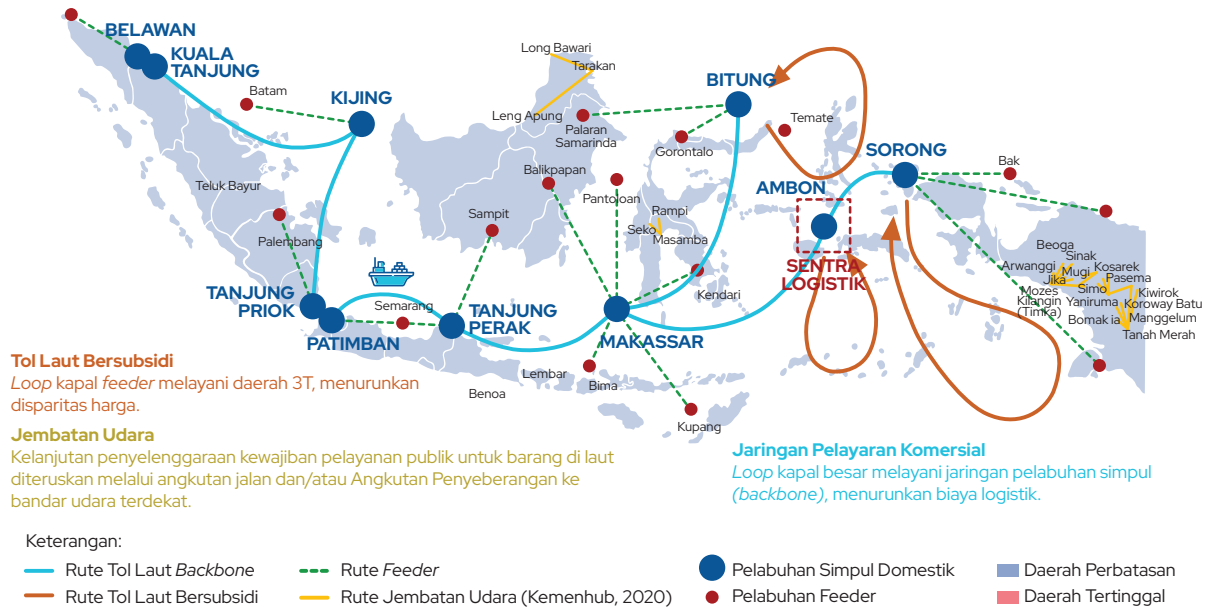 BELAWAN
KUALA
TANJUNG
Batam
KIJING
Teluk Bayur
Palembang
TANJUNG
PRIOK
PATIMBAN
Semarang
TANJUNG
PERAK
Sampit
Balikpapan
Long Bawari
Tarakan
Leng Apung
Palaran
Samarinda
Pantoloan
Gorontalo
BITUNG
Temate
Rampi
Seko
Masamba
Kendari
MAKASSAR
Lembar
Benoa
Bima
Kupang
AMBON
SENTRA
LOGISTIK
SORONG
Bak
Beoga
Sinak
Arwanggi
Mugi
Kosarek
Jika
Pasema
Mozes
Kilangin
(Timka)
Simo
Kiwirok
Yaniruma
Koroway Batu
Bomak ia
Manggelum
Tanah Merah
Tol Laut Bersubsidi
Loop kapal feeder melayani daerah 3T, menurunkan
disparitas harga.
Jembatan Udara
Kelanjutan penyelenggaraan kewajiban pelayanan publik untuk barang di laut
diteruskan melalui angkutan jalan dan/atau Angkutan Penyeberangan ke
bandar udara terdekat.
Jaringan Pelayaran Komersial
Loop kapal besar melayani jaringan pelabuhan simpul
(backbone), menurunkan biaya logistik.
Keterangan:
Rute Tol Laut Backbone
Rute Tol Laut Bersubsidi
Rute Feeder
Rute Jembatan Udara (Kemenhub, 2020)
Pelabuhan Simpul Domestik
Pelabuhan Feeder
Daerah Perbatasan
Daerah Tertinggal